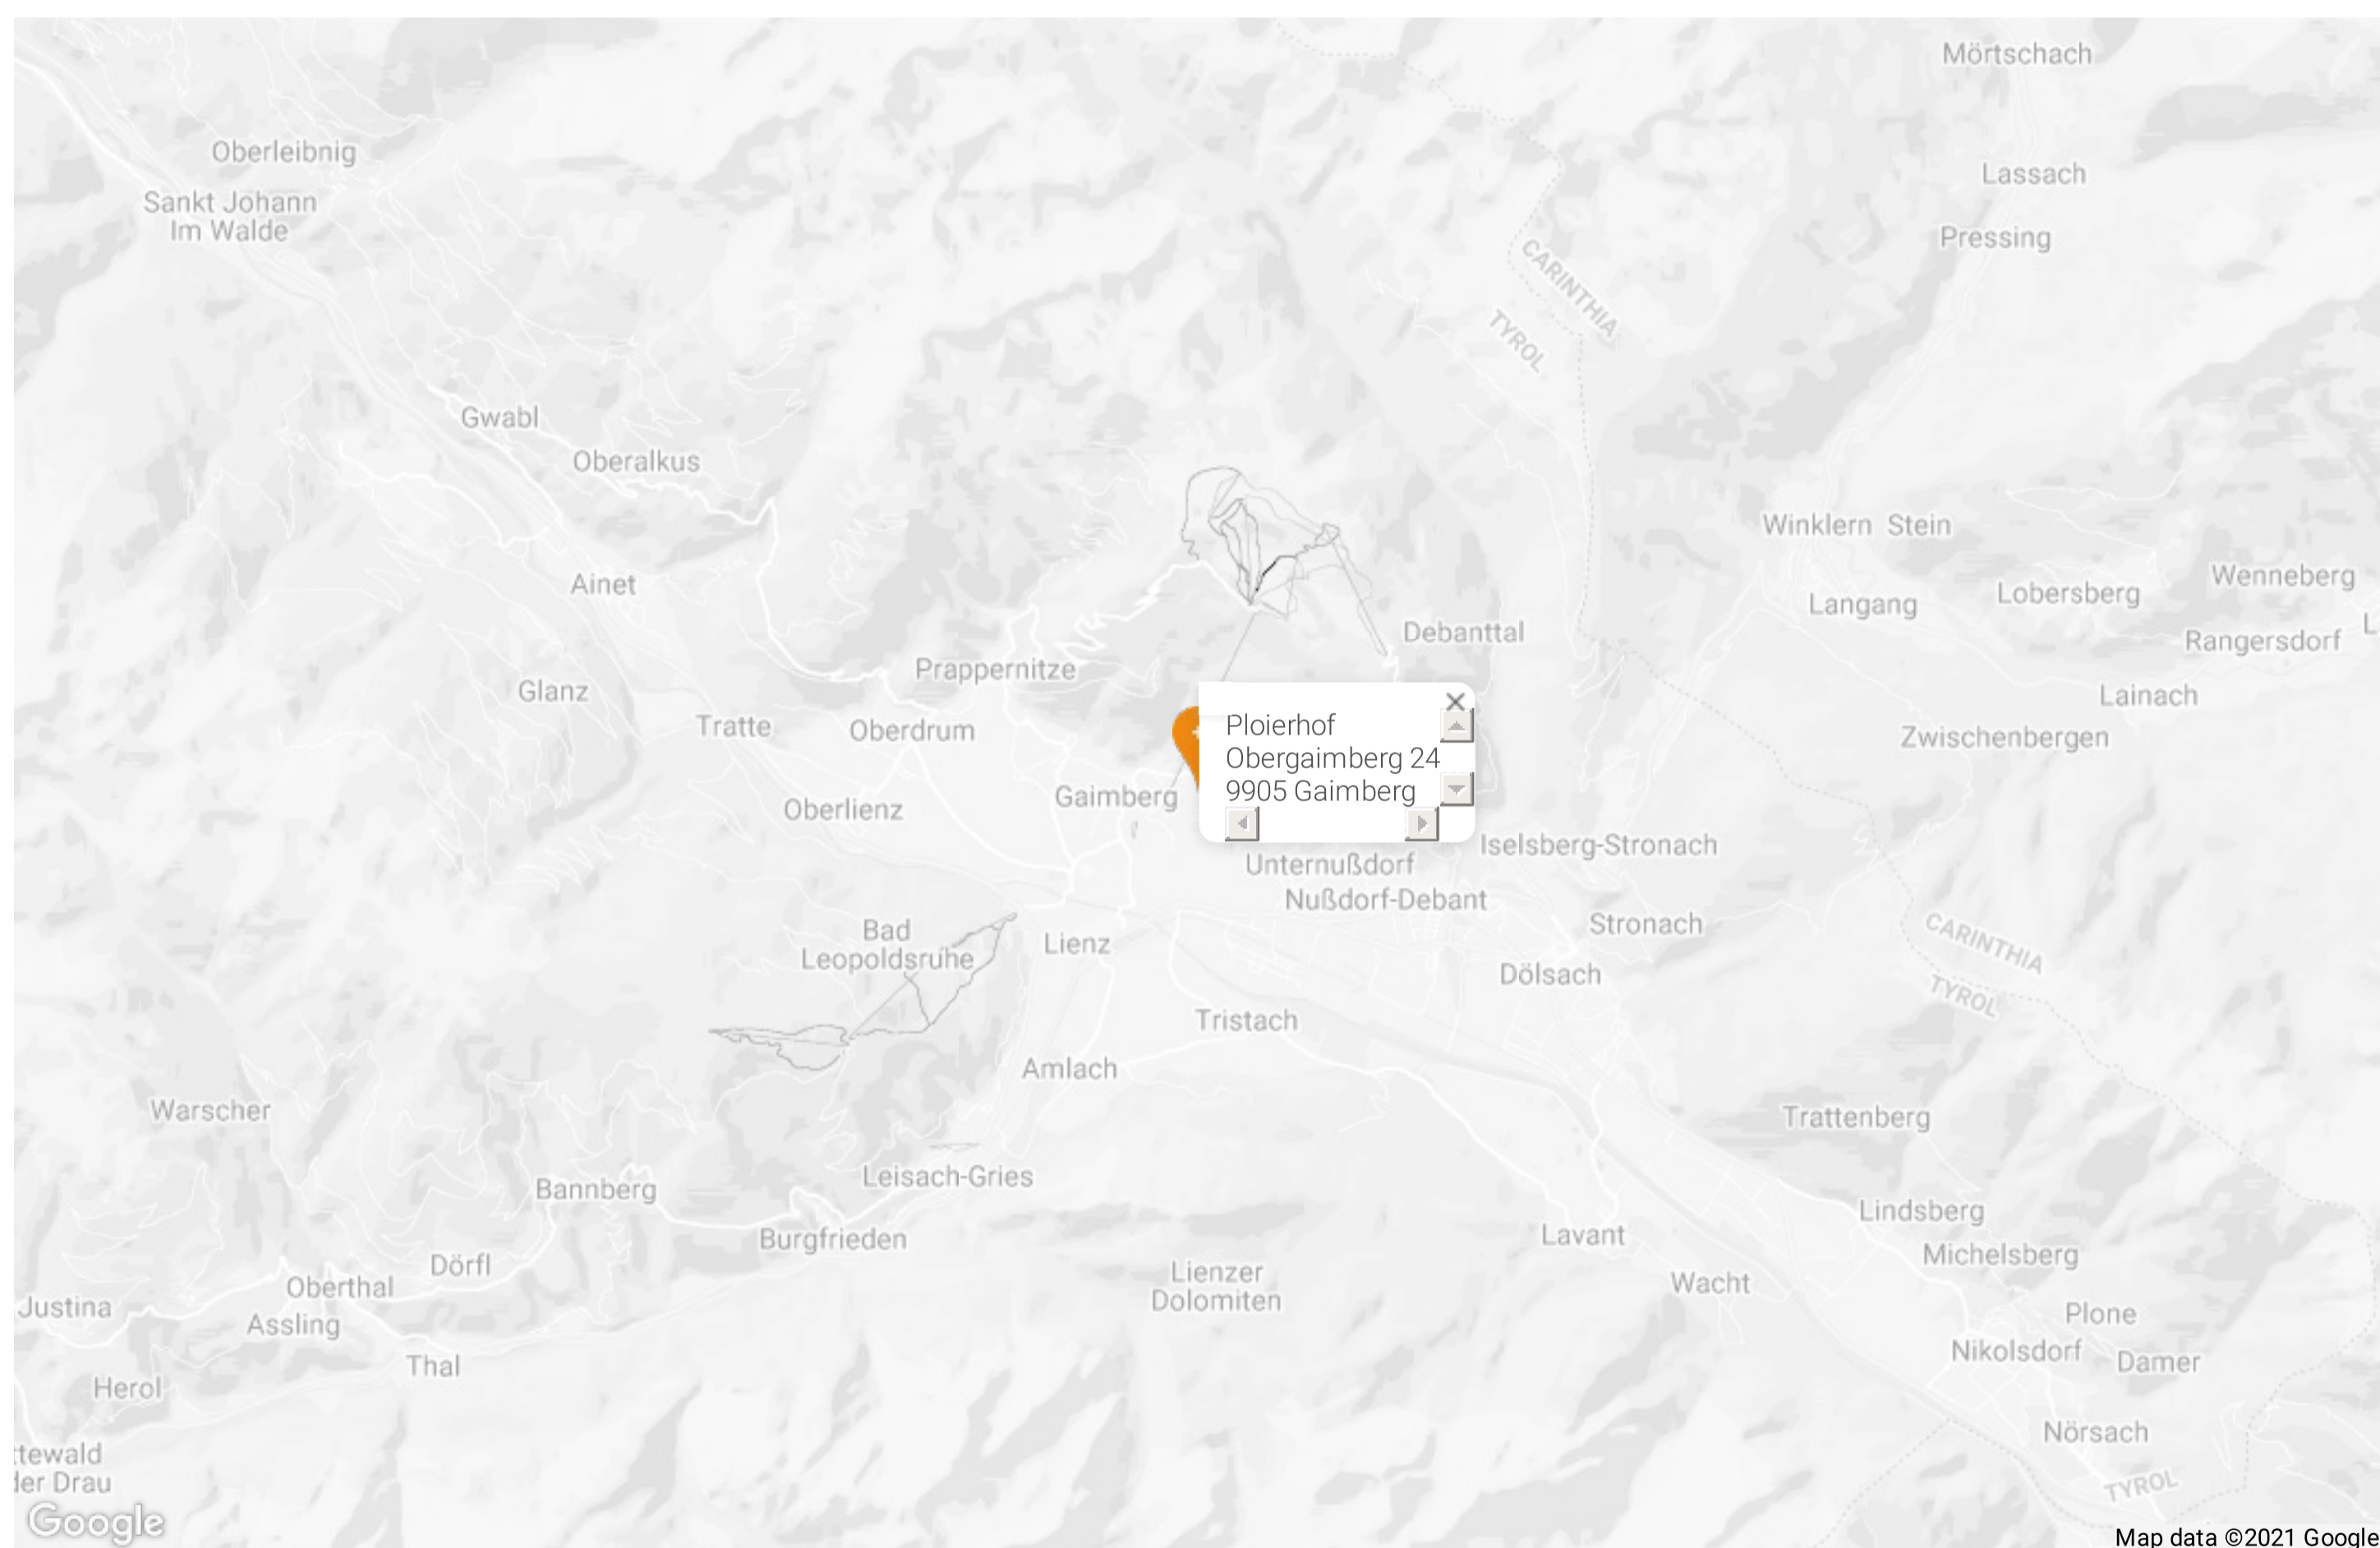 Mörtschach
Oberleibnig
Lassach
Sankt Johann
Im Walde
Pressing
CARINTHIA
TYROL
Gwabl
Oberalkus
Winklern
Stein
Ainet
Wenneberg
Langang
Lobersberg
Debanttal
Rangersdorf
Prappernitze
Glanz
Lainach
Tratte
Oberdrum
Zwischenbergen
Ploierhof
Obergaimberg 24
9905 Gaimberg
Gaimberg
Oberlienz
Iselsberg-Stronach
Unternußdorf
Nußdorf-Debant
Stronach
Bad
Leopoldsruhe
Lienz
CARINTHIA
TYROL
Dölsach
Tristach
Amlach
Warscher
Trattenberg
Leisach-Gries
Bannberg
Lindsberg
Burgfrieden
Lavant
Michelsberg
Dörfl
Oberthal
Lienzer
Dolomiten
Wacht
Justina
Assling
Plone
Nikolsdorf
Damer
Thal
Herol
Nörsach
ttewald
der Drau
TYROL
Google
Map data ©2021 Google